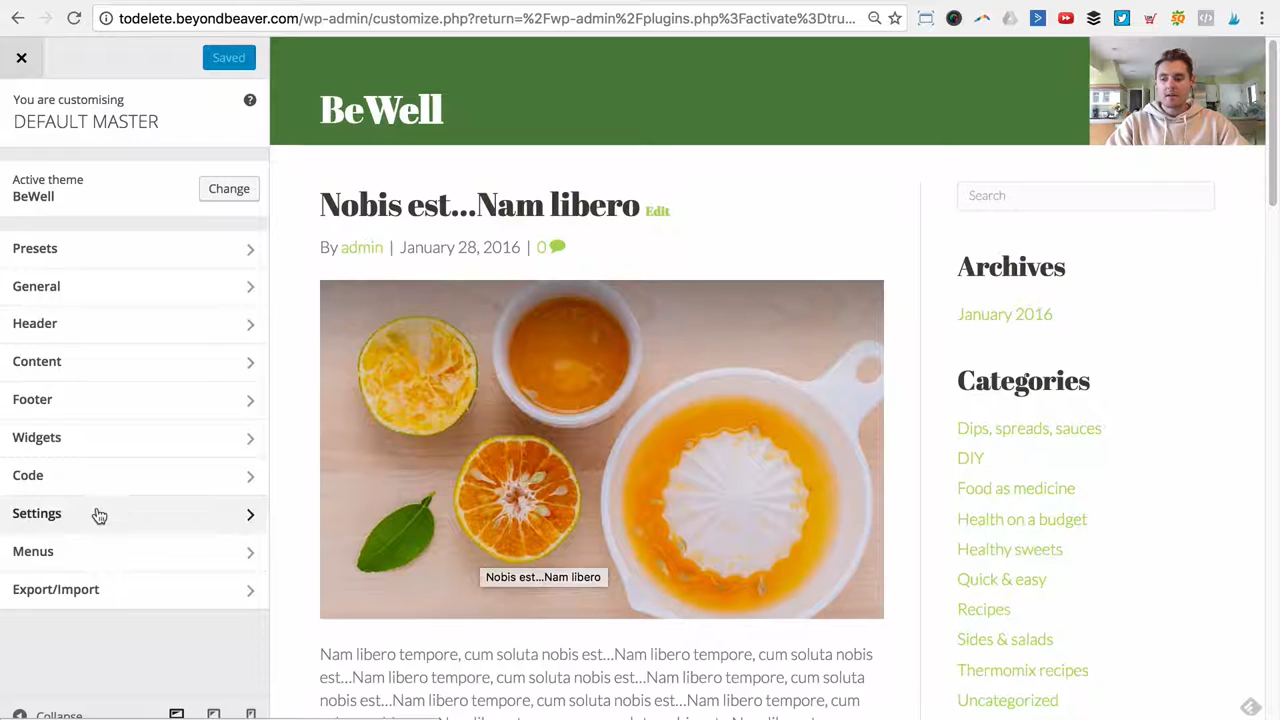 todelete.beyondbeaver.com/wp-admin/customize.php?return=%2Fwp-admin%2Fplugins.php%3Factivate%3Dtru...
Saved
You are customising
DEFAULT MASTER
Active theme
BeWell
Change
Presets
General
Header
Content
Footer
Widgets
Code
Settings
Menus
Export/Import
Collapse
BeWell
Nobis est...Nam libero Edit
By admin | January 28, 2016 | 0
Nobis est...Nam libero
Nam libero tempore, cum soluta nobis est...Nam libero tempore, cum soluta nobis
est...Nam libero tempore, cum soluta nobis est...Nam libero tempore, cum soluta
nobis est...Nam libero tempore, cum soluta nobis est...Nam libero tempore, cum
Search
Archives
January 2016
Categories
Dips, spreads, sauces
DIY
Food as medicine
Health on a budget
Healthy sweets
Quick & easy
Recipes
Sides & salads
Thermomix recipes
Uncategorized